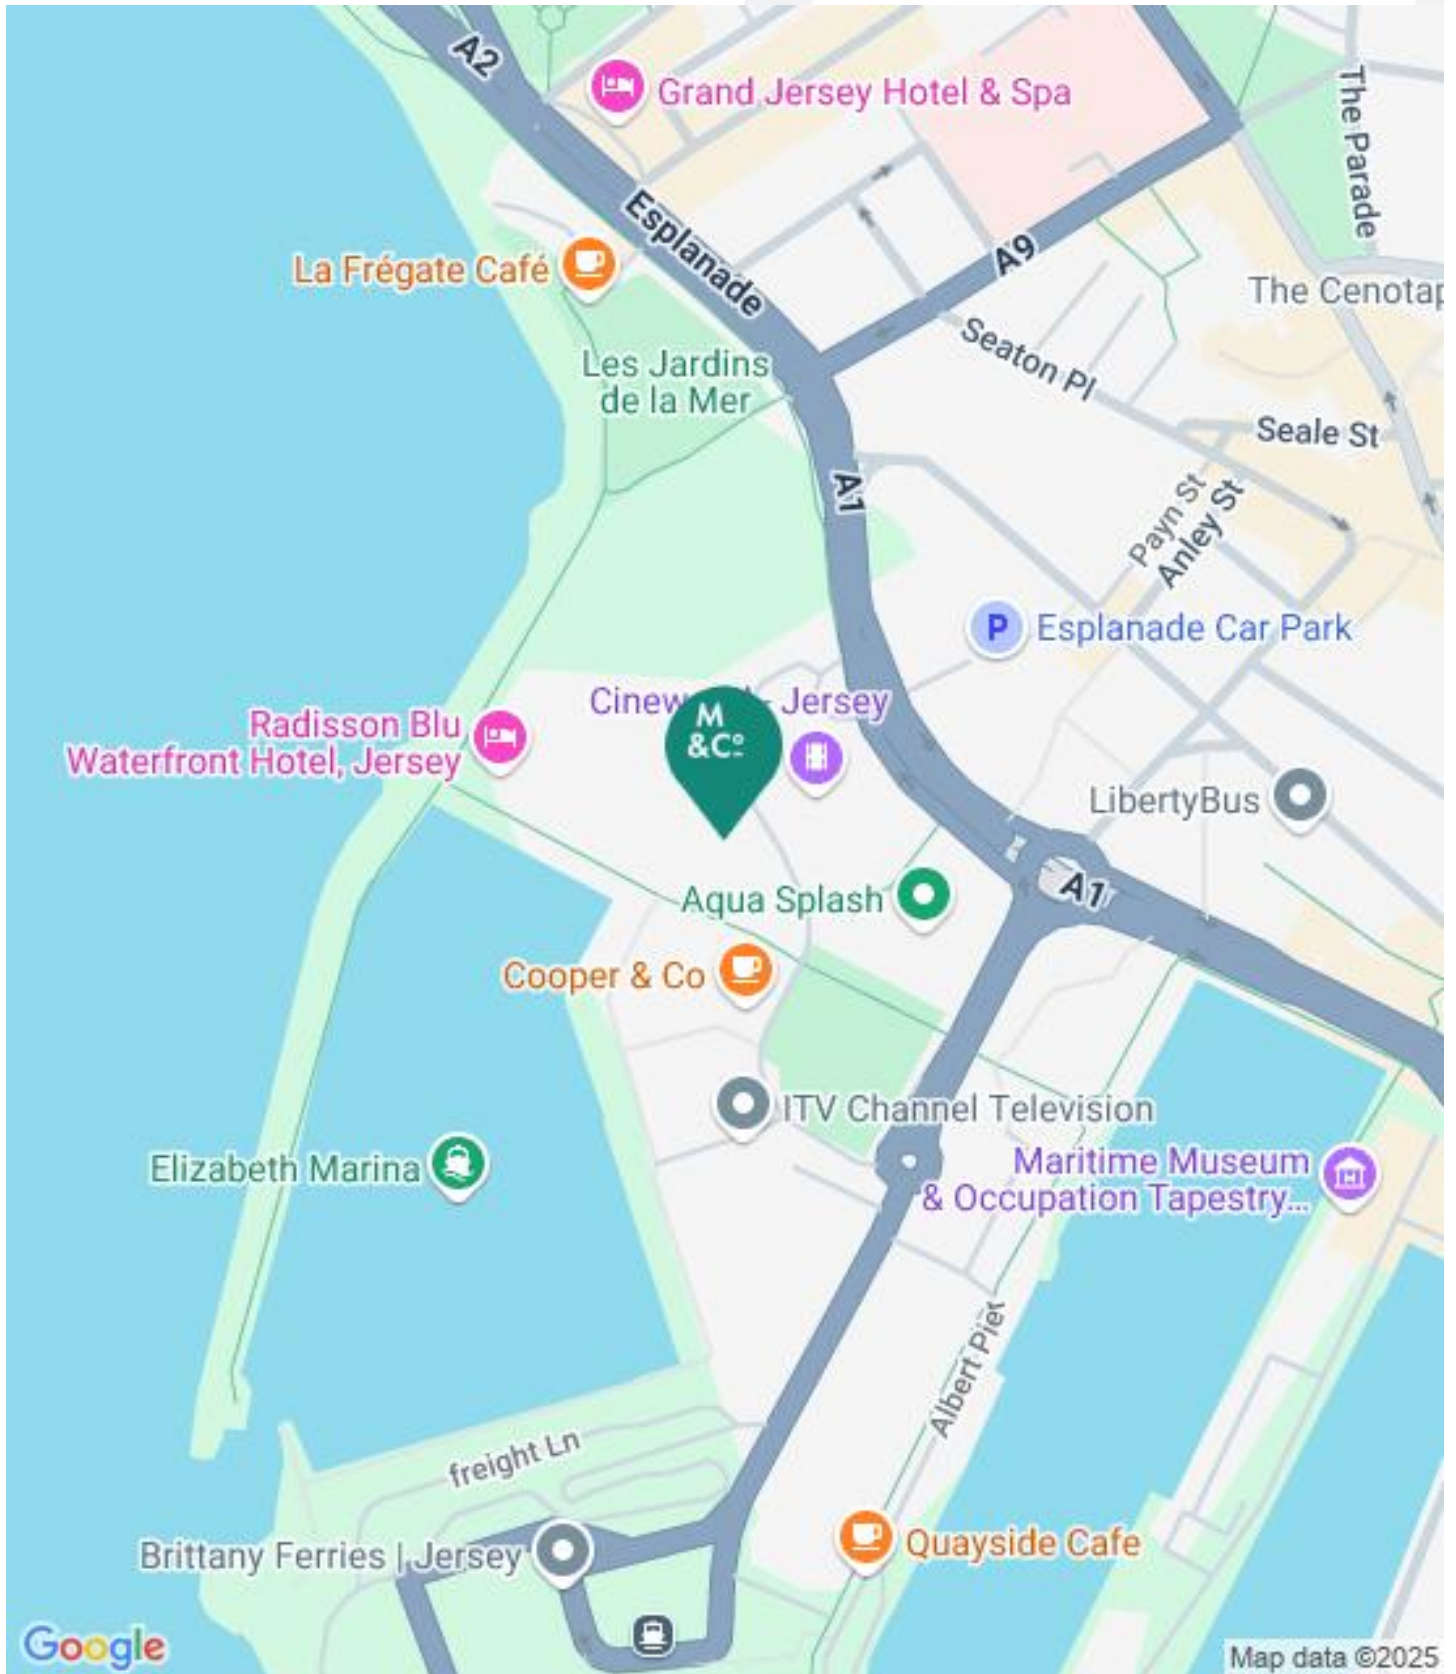 A2
Grand Jersey Hotel & Spa
The Parade
Esplanade
A9
La Frégate Café
The Cenotap
Les Jardins
de la Mer
Seaton Pl
Seale St
A1
Payn St
Anley St
Esplanade Car Park
Jersey
M
&Co
Radisson Blu
Waterfront Hotel, Jersey
LibertyBus
A1
Aqua Splash
Cooper & Co
ITV Channel Television
Elizabeth Marina
Maritime Museum
& Occupation Tapestry...
Albert Pier
freight Ln
Brittany Ferries | Jersey
Quayside Cafe
Google
Map data ©2025
P